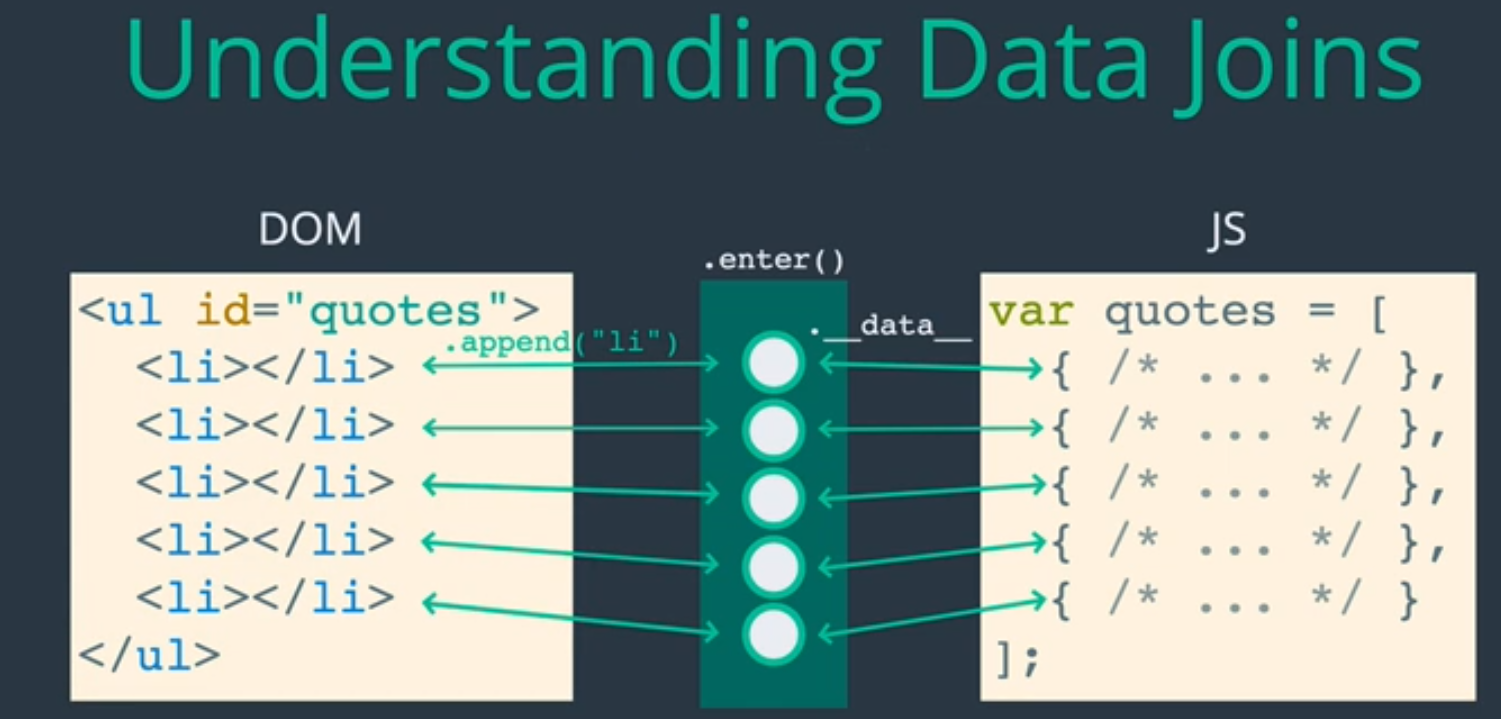 Understanding Data Joins
DOM
<ul id="quotes">
<li></li>
<li></li>
<li></li>
<li></li>
<li></li>
</ul>
.append("li")
.enter()
.__data__
JS
var quotes = [
{ /* ... */ },
{ /* ... */ },
{ /* ... */ },
{ /* ... */ },
{ /* ... */ }
];